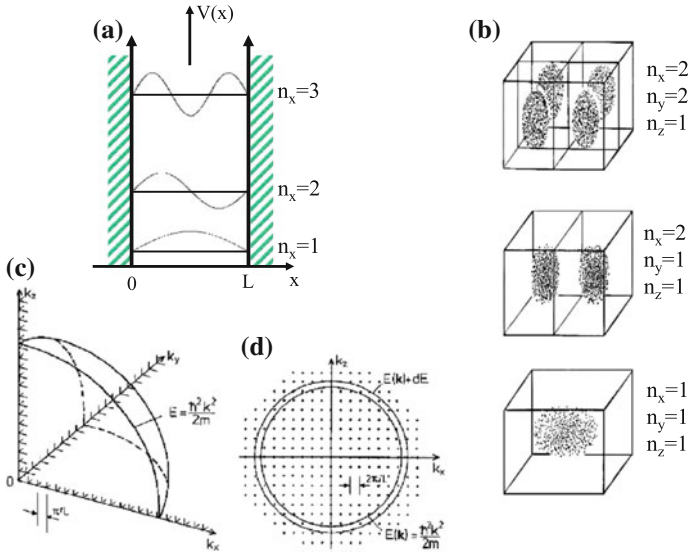 (a)
V(x)
n_x=3
n_x=2
n_x=1
0
L
x
(b)
n_x=2
n_y=2
n_z=1
n_x=2
n_y=1
n_z=1
n_x=1
n_y=1
n_z=1
(c)
k_z
k_y
E=ħ²k²/2m
0
π/L
k_x
(d)
k_z
E(k)+dE
k_x
2π/L
E(k)=ħ²k²/2m